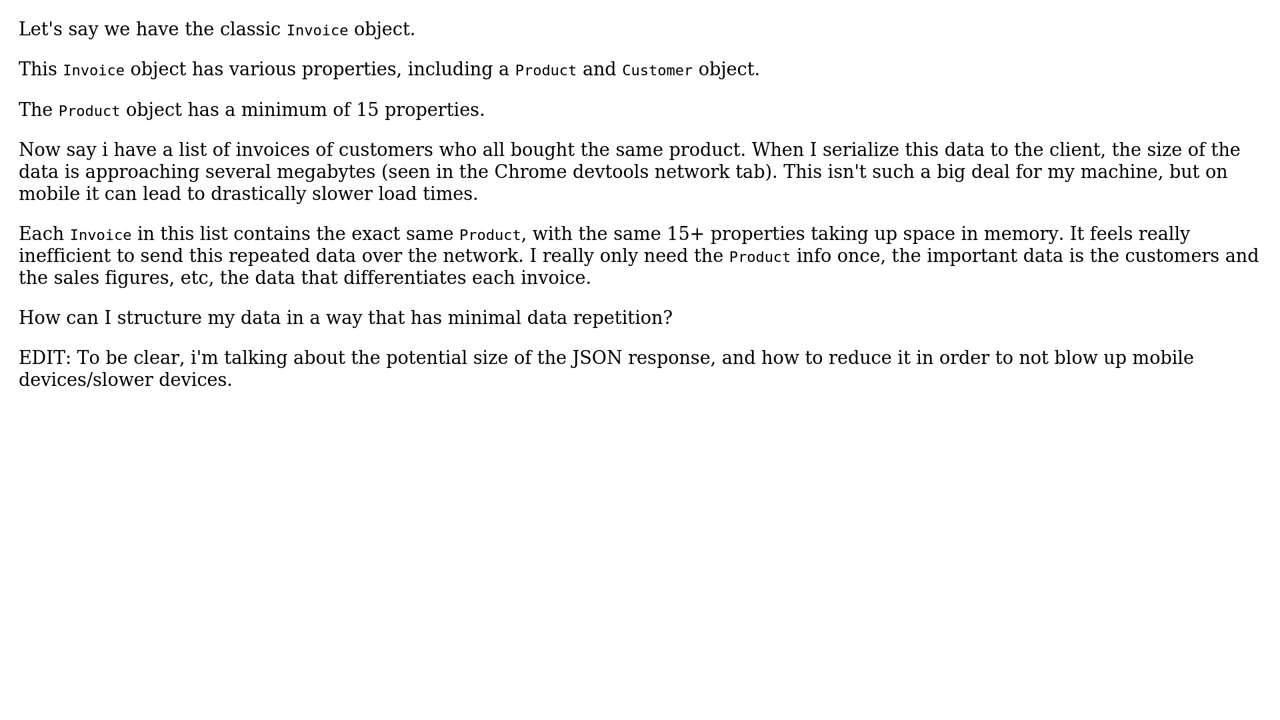 Let's say we have the classic Invoice object.
This Invoice object has various properties, including a Product and Customer object.
The Product object has a minimum of 15 properties.
Now say i have a list of invoices of customers who all bought the same product. When I serialize this data to the client, the size of the
data is approaching several megabytes (seen in the Chrome devtools network tab). This isn't such a big deal for my machine, but on
mobile it can lead to drastically slower load times.
Each Invoice in this list contains the exact same Product, with the same 15+ properties taking up space in memory. It feels really
inefficient to send this repeated data over the network. I really only need the Product info once, the important data is the customers and
the sales figures, etc, the data that differentiates each invoice.
How can I structure my data in a way that has minimal data repetition?
EDIT: To be clear, i'm talking about the potential size of the JSON response, and how to reduce it in order to not blow up mobile
devices/slower devices.